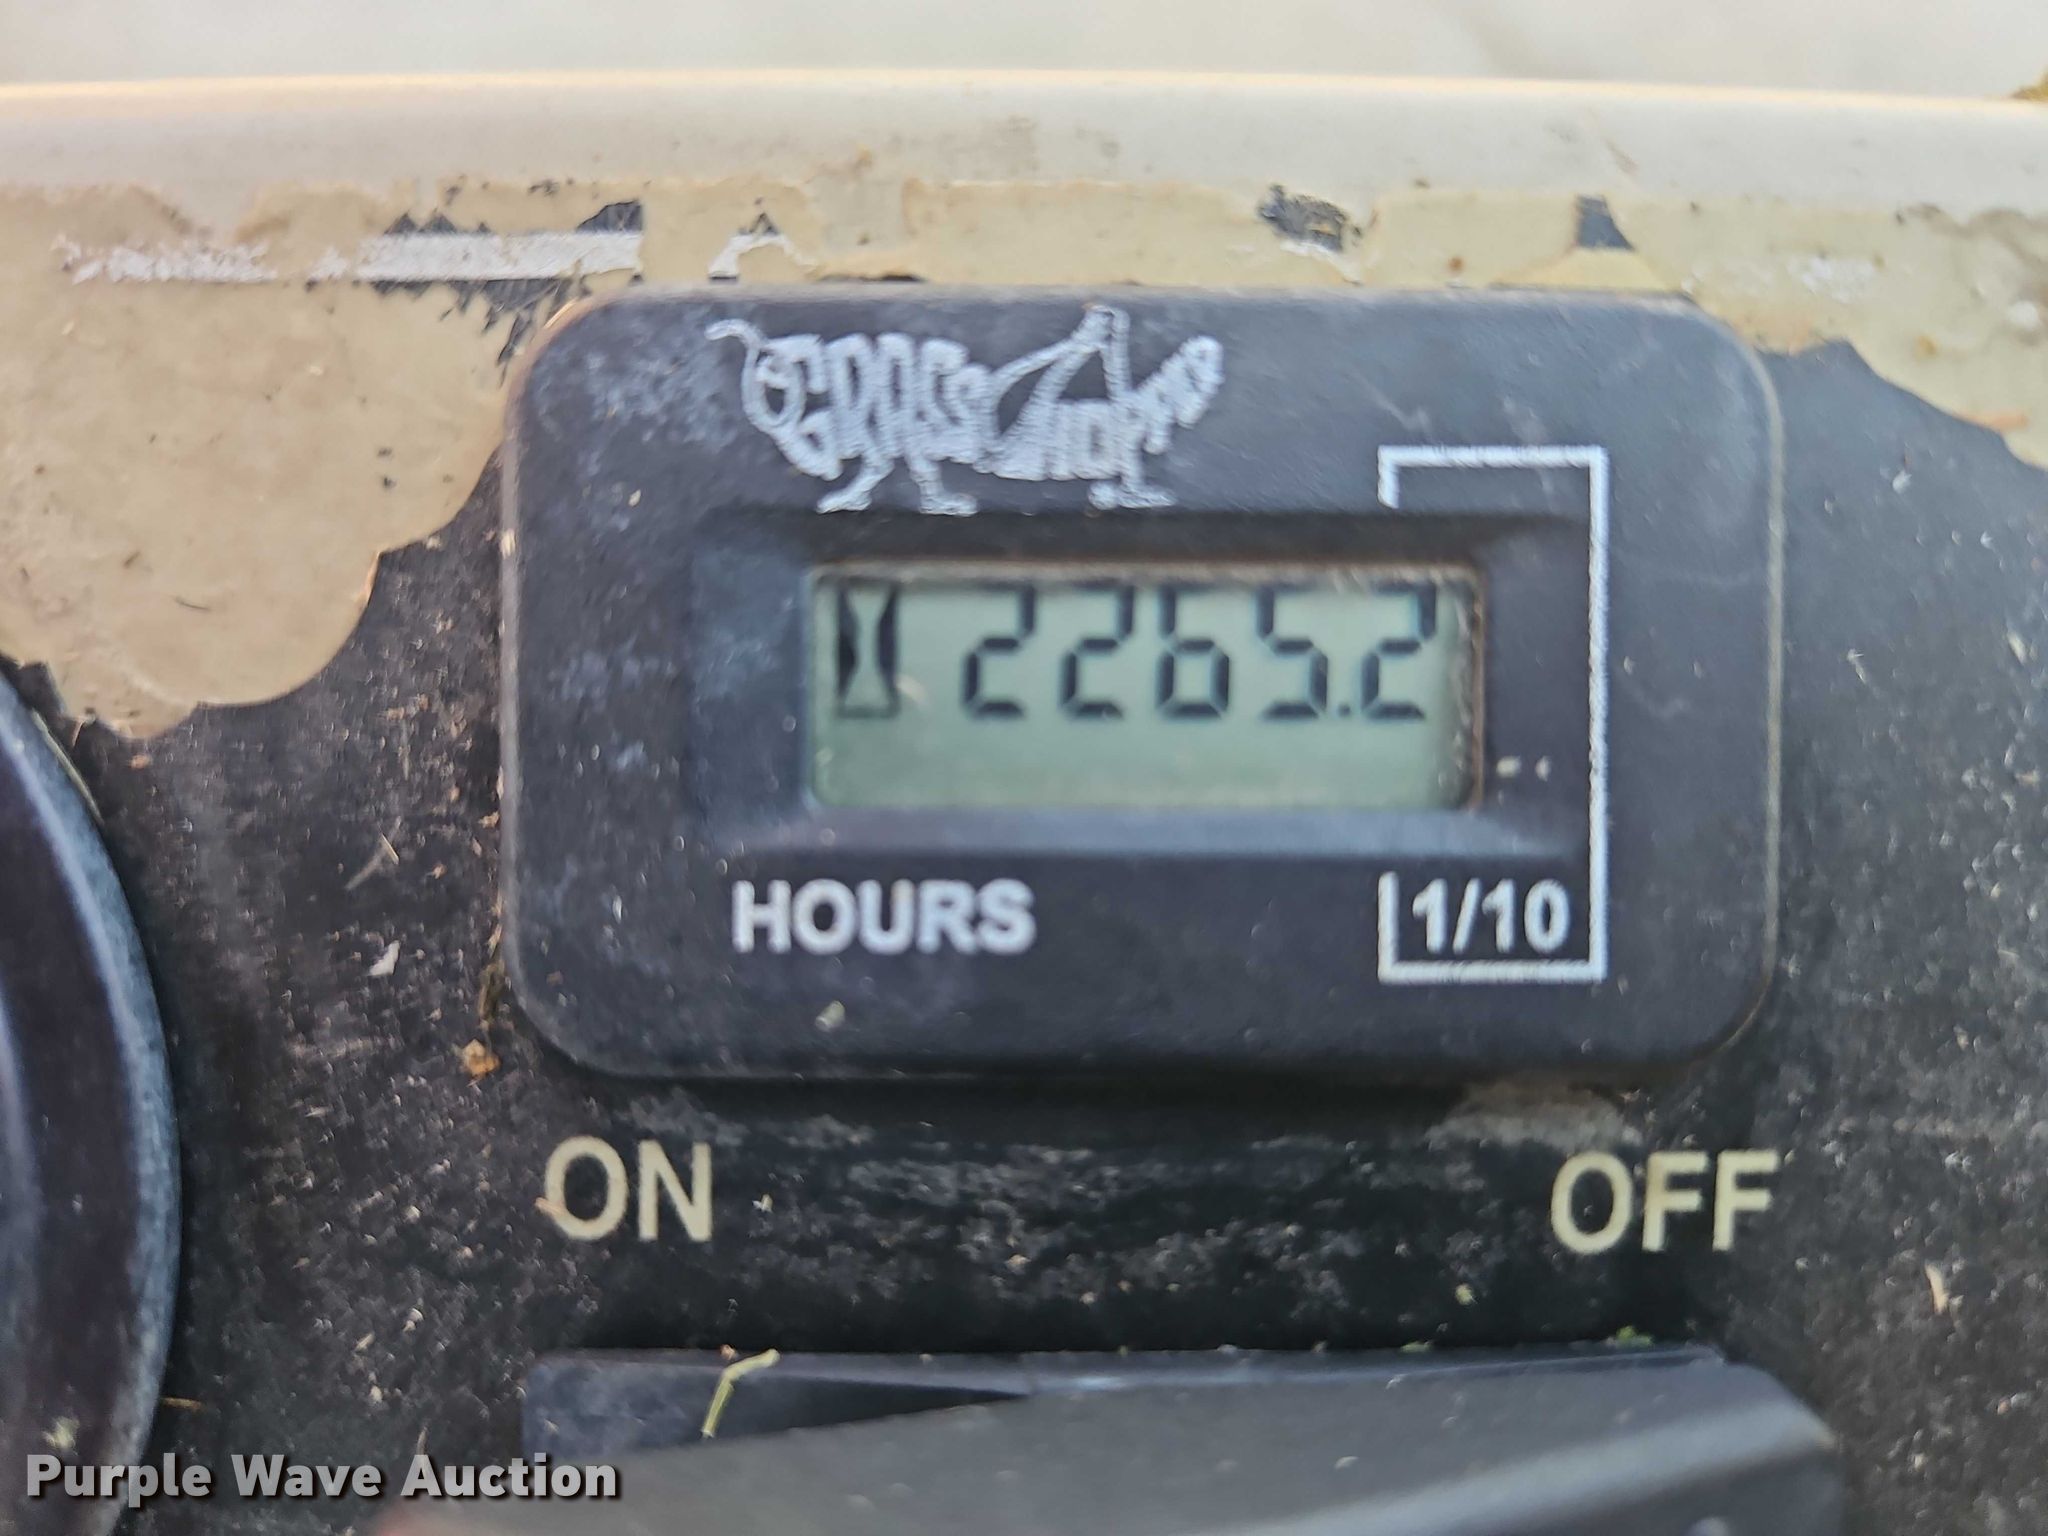 GRASSHOPPER
2265.2
HOURS 1/10
ON OFF
Purple Wave Auction